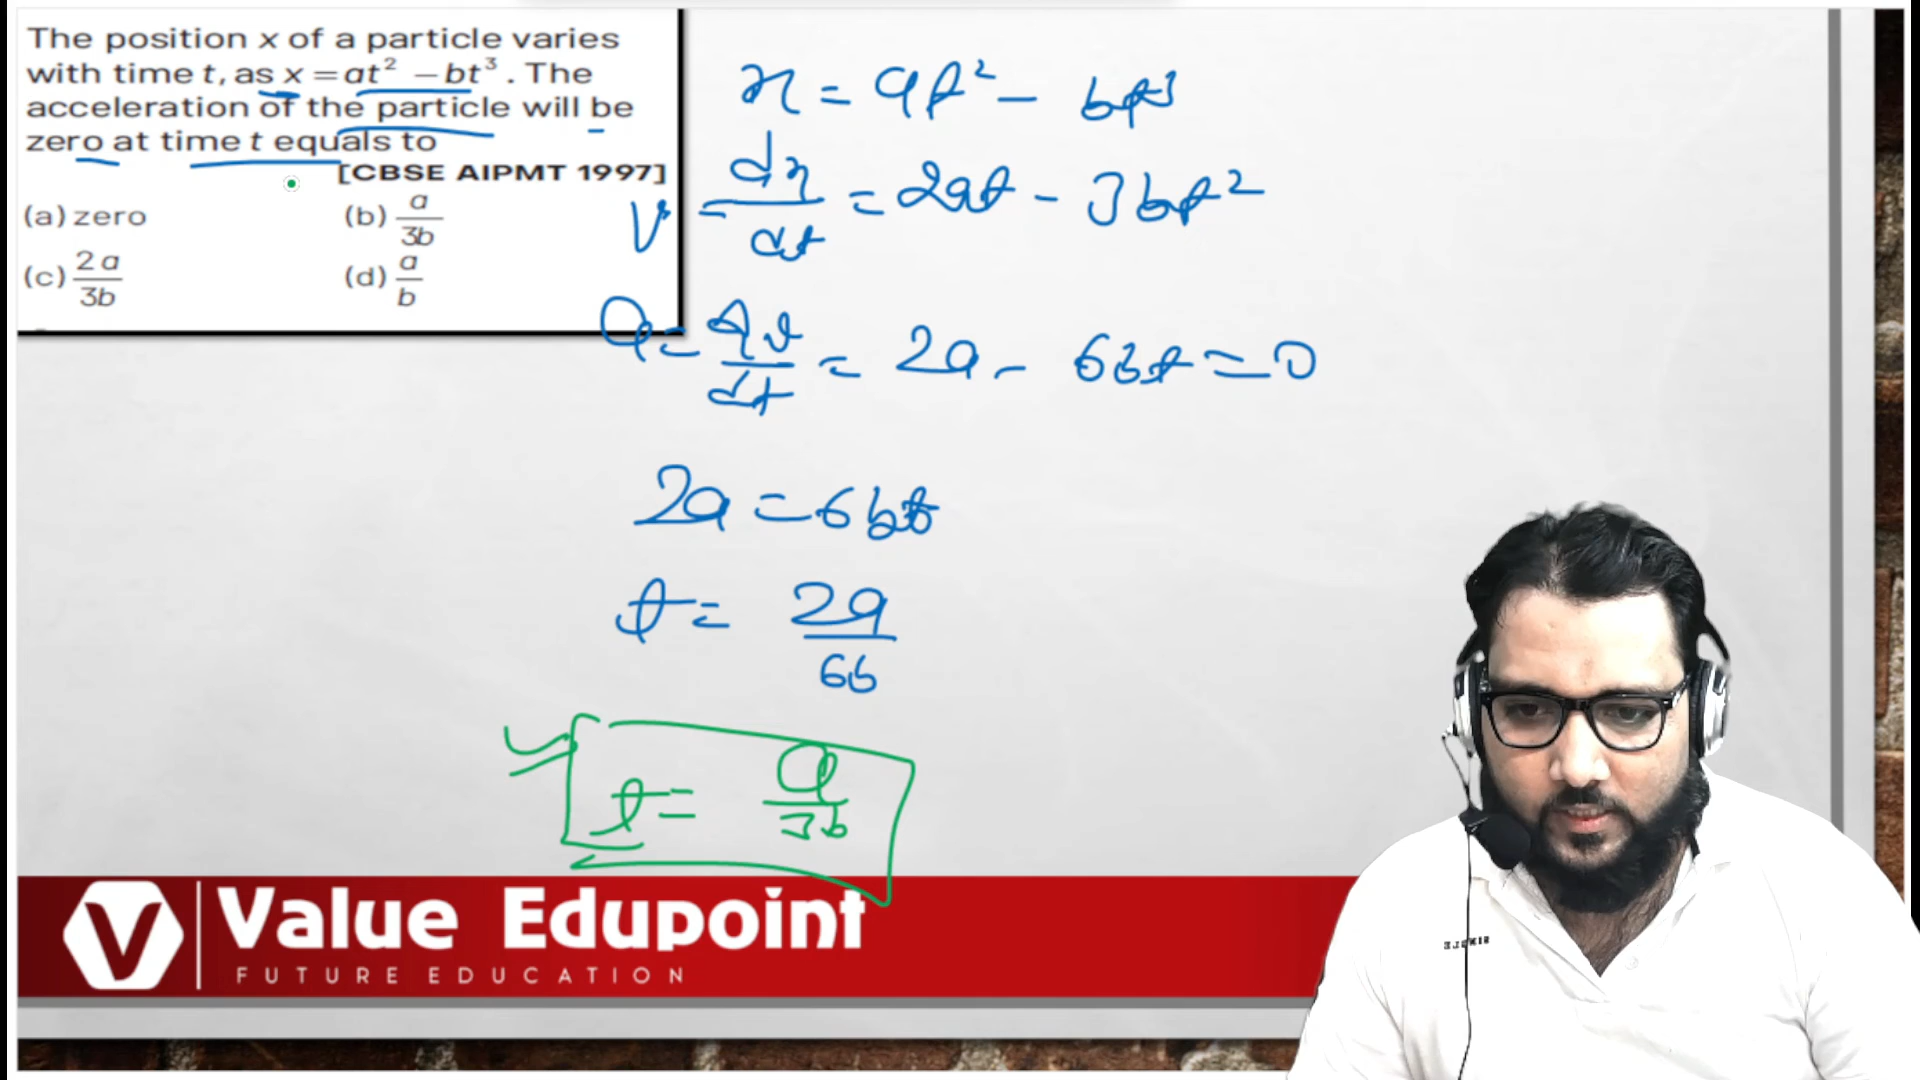 The position x of a particle varies
with time t, as x = at² – bt³. The
acceleration of the particle will be
zero at time t equals to
[CBSE AIPMT 1997]
(a) zero (b) a/3b
(c) 2a/3b (d) a/b
x = at² – bt³
V = dx/dt = 2at - 3bt²
a = dv/dt = 2a - 6bt = 0
2a = 6bt
t = 2a/6b
t = a/3b
Value Edupoint
FUTURE EDUCATION